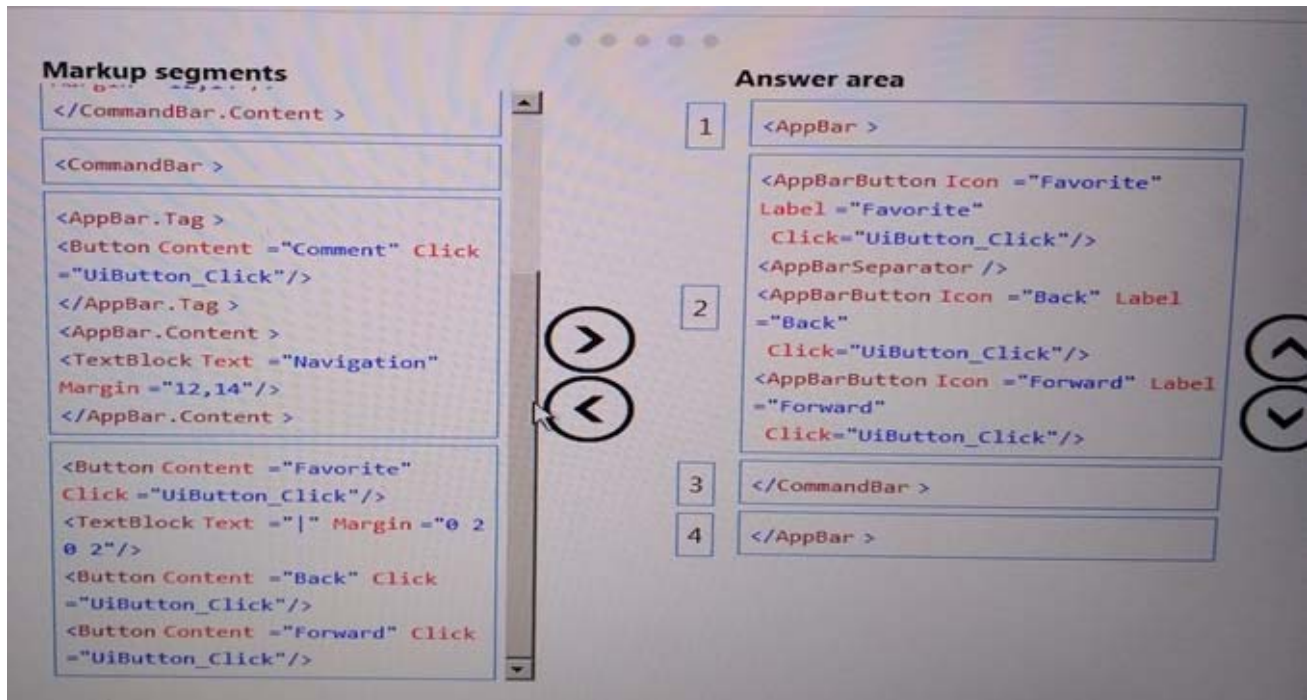 Markup segments
</CommandBar.Content >
<CommandBar >
<AppBar.Tag >
<Button Content ="Comment" Click
="UiButton_Click"/>
</AppBar.Tag >
<AppBar.Content >
<TextBlock Text ="Navigation"
Margin ="12,14"/>
</AppBar.Content >
<Button Content ="Favorite"
Click ="UiButton_Click"/>
<TextBlock Text ="|" Margin ="0 2
0 2"/>
<Button Content ="Back" Click
="UiButton_Click"/>
<Button Content ="Forward" Click
="UiButton_Click"/>
Answer area
1
<AppBar >
2
<AppBarButton Icon ="Favorite"
Label ="Favorite"
Click="UiButton_Click"/>
<AppBarSeparator />
<AppBarButton Icon ="Back" Label
="Back"
Click="UiButton_Click"/>
<AppBarButton Icon ="Forward" Label
="Forward"
Click="UiButton_Click"/>
3
</CommandBar >
4
</AppBar >